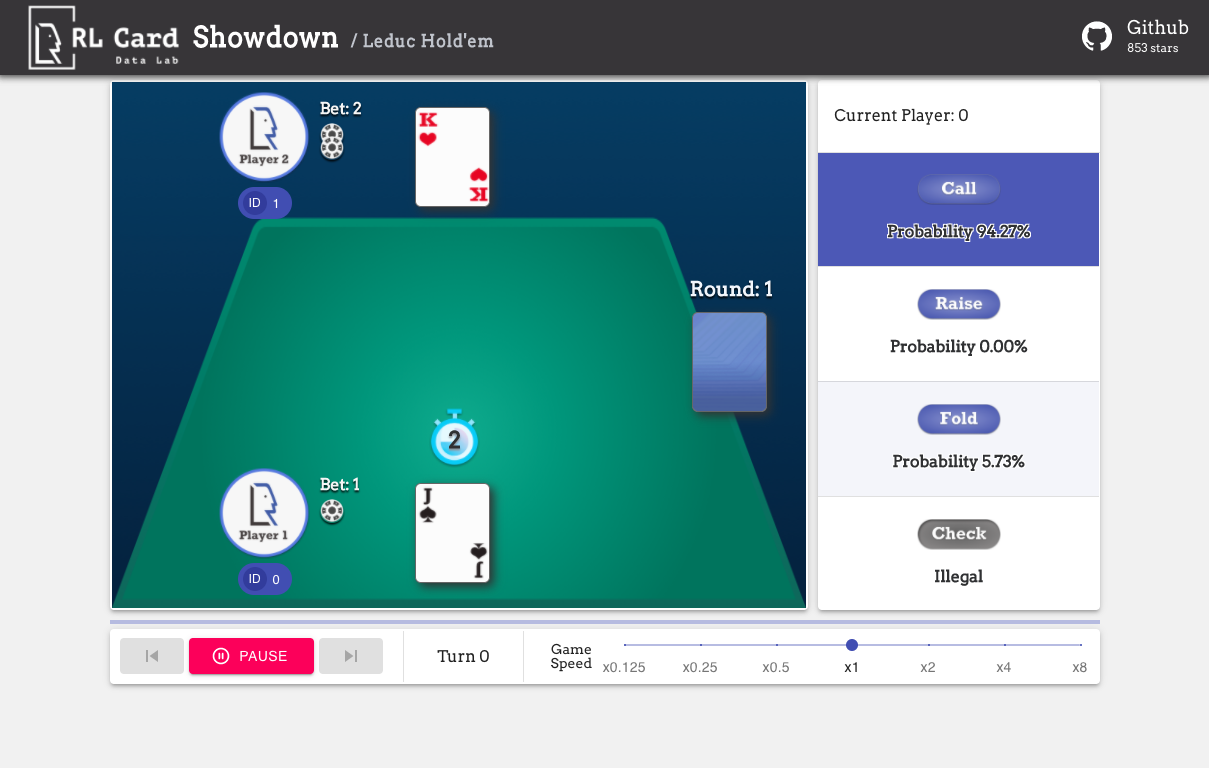 RL Card
Data Lab
Showdown / Leduc Hold'em
Github
853 stars
Player 2
ID 1
Bet: 2
K
K
Round: 1
2
Player 1
ID 0
Bet: 1
J
J
Current Player: 0
Call
Probability 94.27%
Raise
Probability 0.00%
Fold
Probability 5.73%
Check
Illegal
PAUSE
Turn 0
Game
Speed
x0.125 x0.25 x0.5 x1 x2 x4 x8